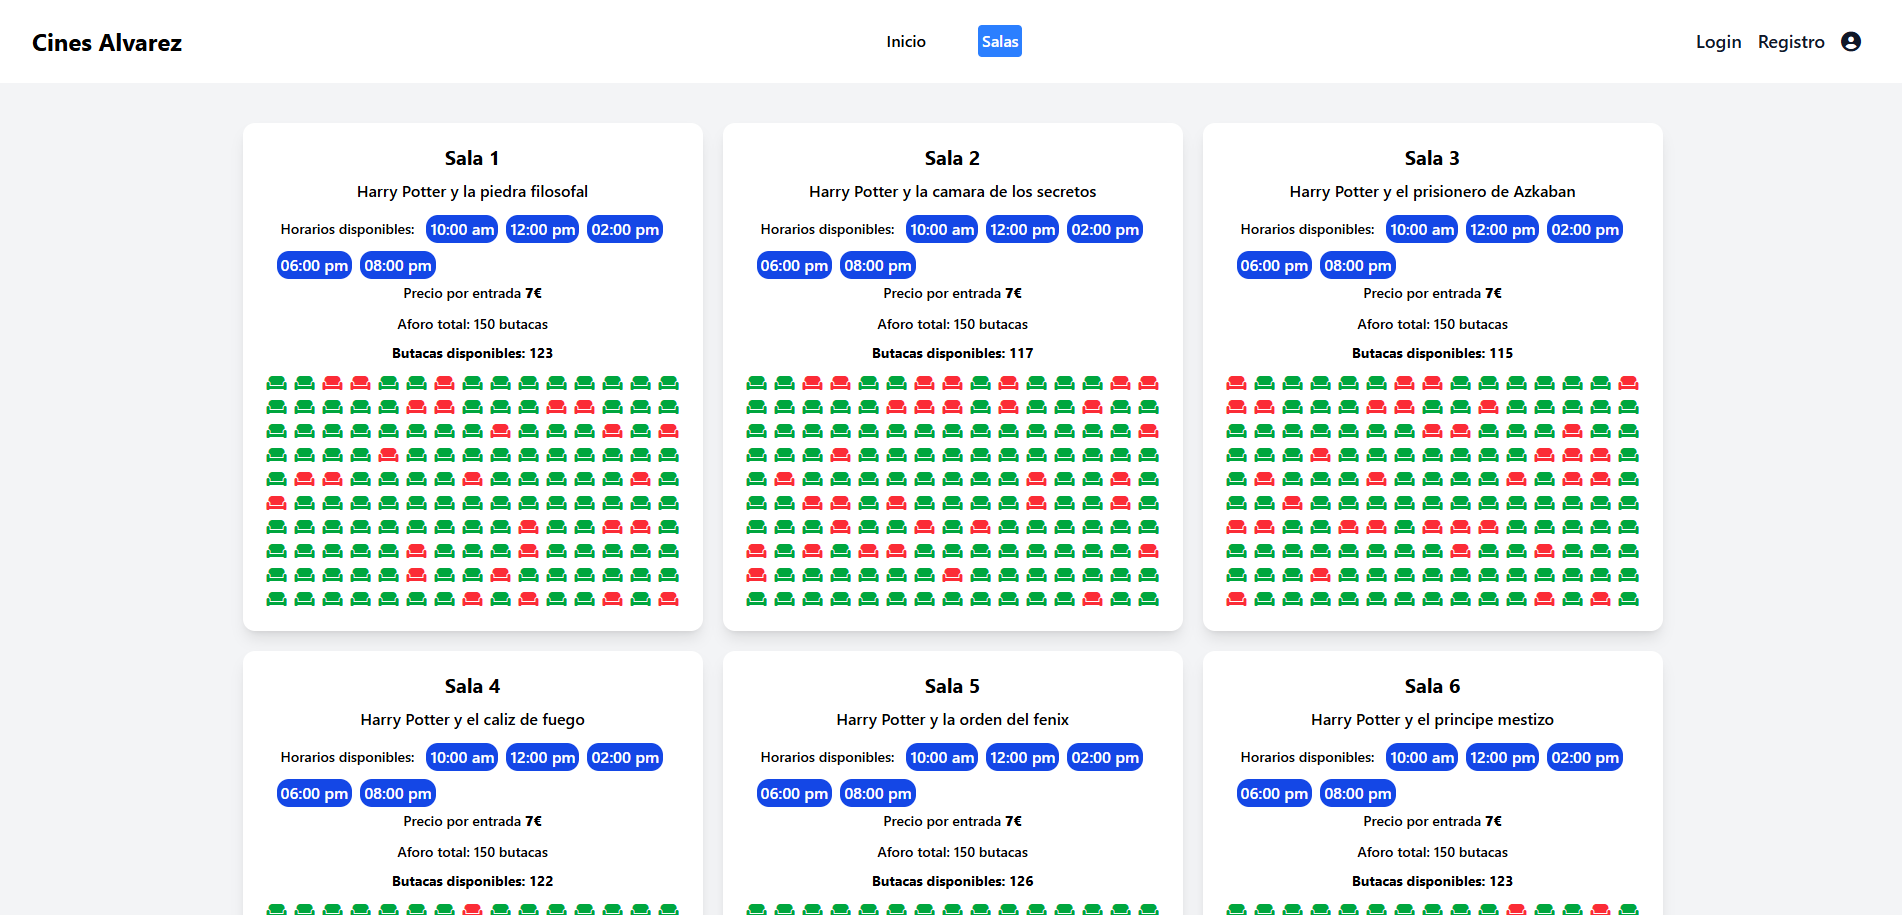 Cines Alvarez
Inicio
Salas
Login
Registro
Sala 1
Harry Potter y la piedra filosofal
Horarios disponibles: 10:00 am 12:00 pm 02:00 pm
06:00 pm 08:00 pm
Precio por entrada 7€
Aforo total: 150 butacas
Butacas disponibles: 123
Sala 2
Harry Potter y la camara de los secretos
Horarios disponibles: 10:00 am 12:00 pm 02:00 pm
06:00 pm 08:00 pm
Precio por entrada 7€
Aforo total: 150 butacas
Butacas disponibles: 117
Sala 3
Harry Potter y el prisionero de Azkaban
Horarios disponibles: 10:00 am 12:00 pm 02:00 pm
06:00 pm 08:00 pm
Precio por entrada 7€
Aforo total: 150 butacas
Butacas disponibles: 115
Sala 4
Harry Potter y el caliz de fuego
Horarios disponibles: 10:00 am 12:00 pm 02:00 pm
06:00 pm 08:00 pm
Precio por entrada 7€
Aforo total: 150 butacas
Butacas disponibles: 122
Sala 5
Harry Potter y la orden del fenix
Horarios disponibles: 10:00 am 12:00 pm 02:00 pm
06:00 pm 08:00 pm
Precio por entrada 7€
Aforo total: 150 butacas
Butacas disponibles: 126
Sala 6
Harry Potter y el principe mestizo
Horarios disponibles: 10:00 am 12:00 pm 02:00 pm
06:00 pm 08:00 pm
Precio por entrada 7€
Aforo total: 150 butacas
Butacas disponibles: 123